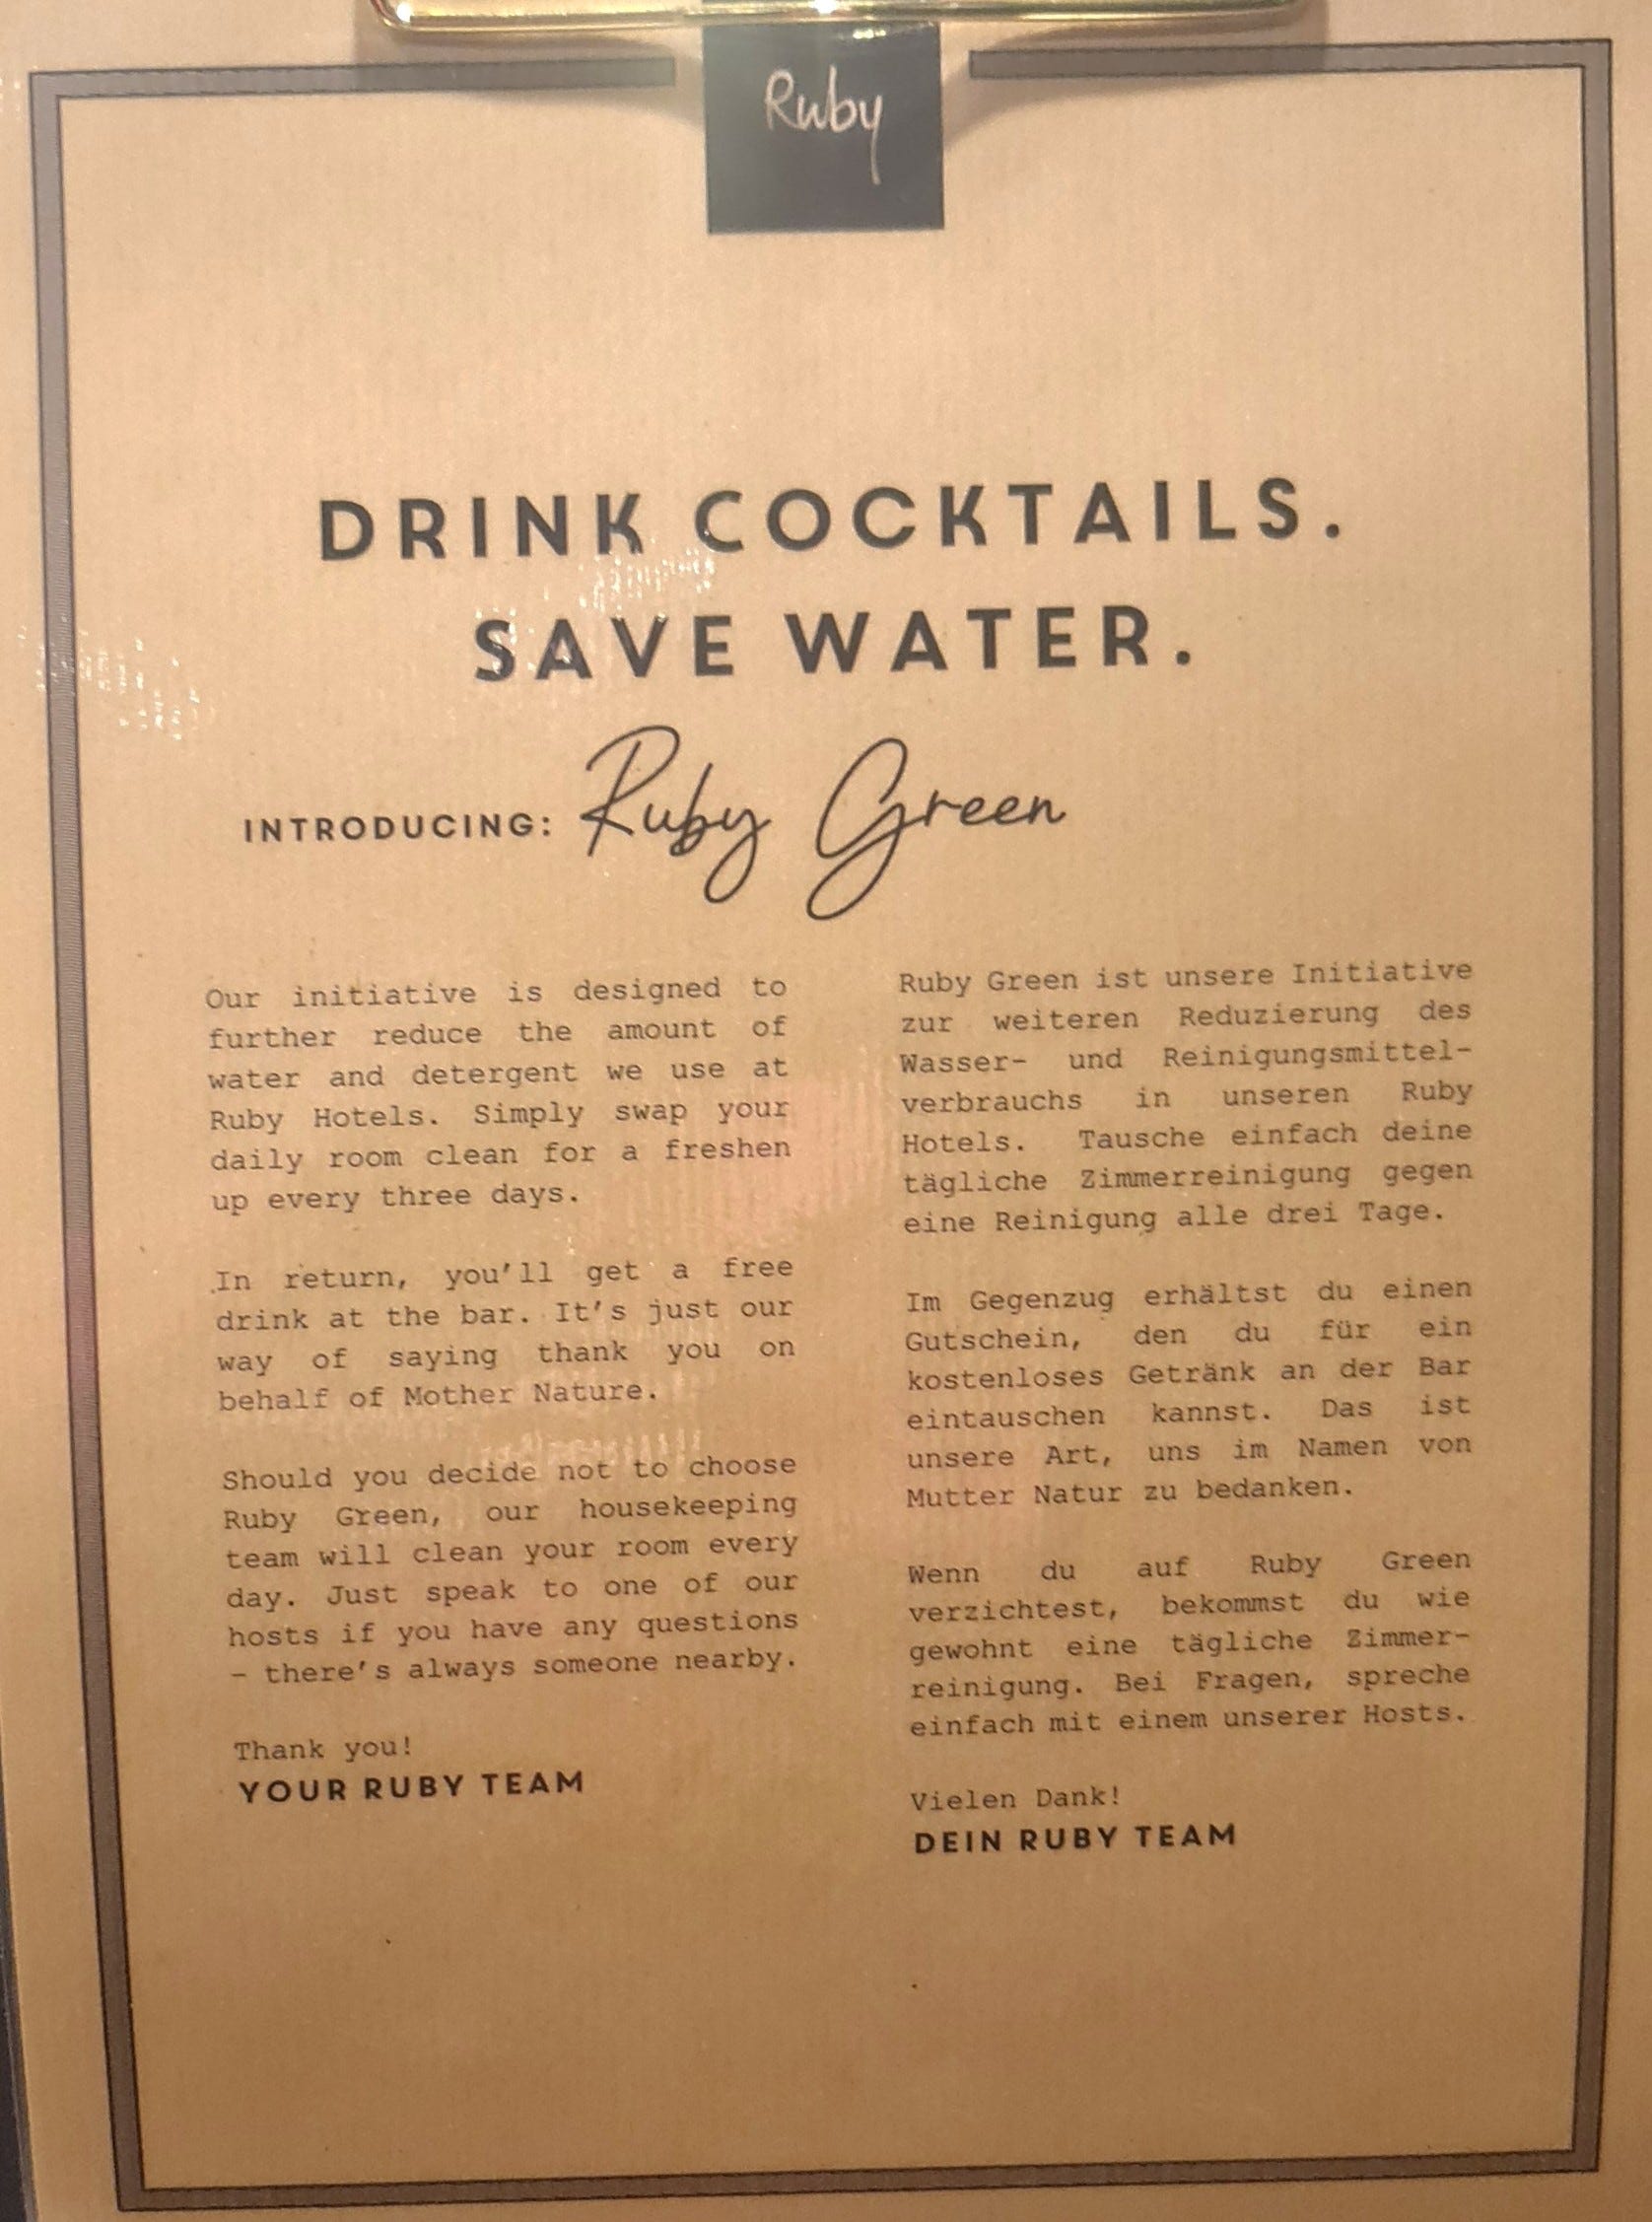 Ruby
DRINK COCKTAILS.
SAVE WATER.
INTRODUCING: Ruby Green
Our initiative is designed to
further reduce the amount of
water and detergent we use at
Ruby Hotels. Simply swap your
daily room clean for a freshen
up every three days.
In return, you'll get a free
drink at the bar. It's just our
way of saying thank you on
behalf of Mother Nature.
Should you decide not to choose
Ruby Green, our housekeeping
team will clean your room every
day. Just speak to one of our
hosts if you have any questions
– there's always someone nearby.
Thank you!
YOUR RUBY TEAM
Ruby Green ist unsere Initiative
zur weiteren Reduzierung des
Wasser- und Reinigungsmittel-
verbrauchs in unseren Ruby
Hotels. Tausche einfach deine
tägliche Zimmerreinigung gegen
eine Reinigung alle drei Tage.
Im Gegenzug erhältst du einen
Gutschein, den du für ein
kostenloses Getränk an der Bar
eintauschen kannst. Das ist
unsere Art, uns im Namen von
Mutter Natur zu bedanken.
Wenn du auf Ruby Green
verzichtest, bekommst du wie
gewohnt eine tägliche Zimmer-
reinigung. Bei Fragen, spreche
einfach mit einem unserer Hosts.
Vielen Dank!
DEIN RUBY TEAM